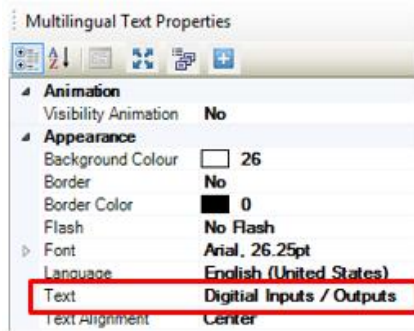 Multilingual Text Properties
Animation
Visibility Animation No
Appearance
Background Colour 26
Border No
Border Color 0
Flash No Flash
Font Arial, 26.25pt
Language English (United States)
Text Digitial Inputs / Outputs
Text Alignment Center